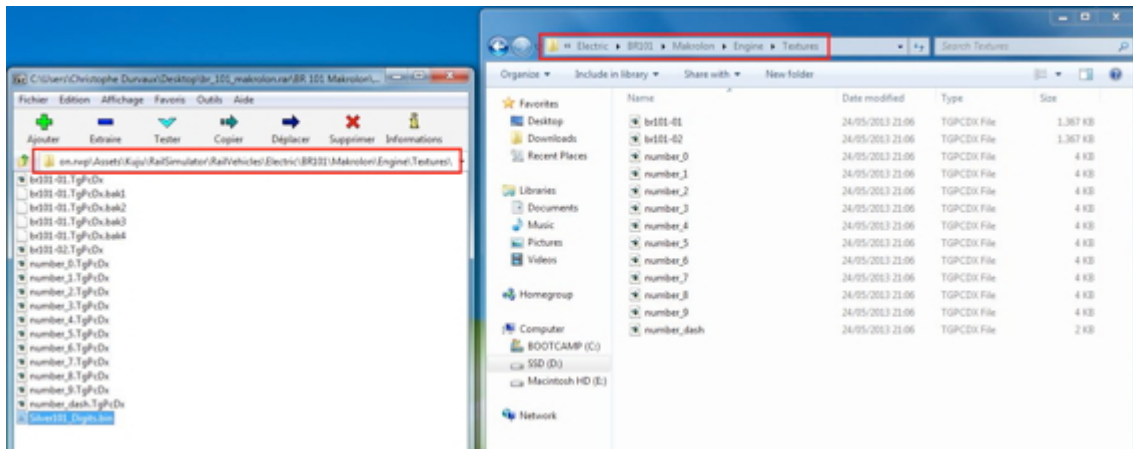 C:\Users\Christophe Durvaux\Desktop\br_101_makrolon.rar\BR 101 Makrolon\...
Fichier Edition Affichage Favoris Outils Aide
Ajouter Extraire Tester Copier Déplacer Supprimer Informations
on.rwp\Assets\Kuju\RailSimulator\RailVehicles\Electric\BR101\Makrolon\Engine\Textures\
br101-01.TgPcDx
br101-01.TgPcDx.bak1
br101-01.TgPcDx.bak2
br101-01.TgPcDx.bak3
br101-01.TgPcDx.bak4
br101-02.TgPcDx
number_0.TgPcDx
number_1.TgPcDx
number_2.TgPcDx
number_3.TgPcDx
number_4.TgPcDx
number_5.TgPcDx
number_6.TgPcDx
number_7.TgPcDx
number_8.TgPcDx
number_9.TgPcDx
number_dash.TgPcDx
Silver101_Digits.bin
« Electric ▸ BR101 ▸ Makrolon ▸ Engine ▸ Textures
Search Textures
Organize Include in library Share with New folder
Favorites
Desktop
Downloads
Recent Places
Libraries
Documents
Music
Pictures
Videos
Homegroup
Computer
BOOTCAMP (C:)
SSD (D:)
Macintosh HD (E:)
Network
Name Date modified Type Size
br101-01 24/05/2013 21:06 TGPCDX File 1.367 KB
br101-02 24/05/2013 21:06 TGPCDX File 1.367 KB
number_0 24/05/2013 21:06 TGPCDX File 4 KB
number_1 24/05/2013 21:06 TGPCDX File 4 KB
number_2 24/05/2013 21:06 TGPCDX File 4 KB
number_3 24/05/2013 21:06 TGPCDX File 4 KB
number_4 24/05/2013 21:06 TGPCDX File 4 KB
number_5 24/05/2013 21:06 TGPCDX File 4 KB
number_6 24/05/2013 21:06 TGPCDX File 4 KB
number_7 24/05/2013 21:06 TGPCDX File 4 KB
number_8 24/05/2013 21:06 TGPCDX File 4 KB
number_9 24/05/2013 21:06 TGPCDX File 4 KB
number_dash 24/05/2013 21:06 TGPCDX File 2 KB